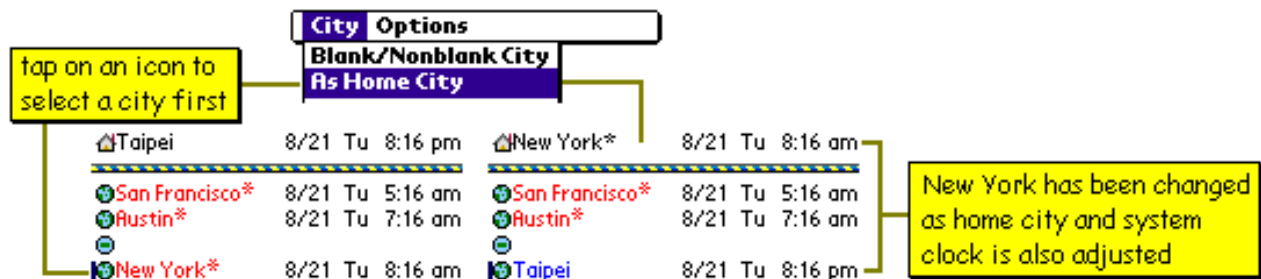 City Options
Blank/Nonblank City
As Home City
tap on an icon to
select a city first
Taipei 8/21 Tu 8:16 pm
San Francisco* 8/21 Tu 5:16 am
Austin* 8/21 Tu 7:16 am
New York* 8/21 Tu 8:16 am
New York* 8/21 Tu 8:16 am
San Francisco* 8/21 Tu 5:16 am
Austin* 8/21 Tu 7:16 am
Taipei 8/21 Tu 8:16 pm
New York has been changed
as home city and system
clock is also adjusted